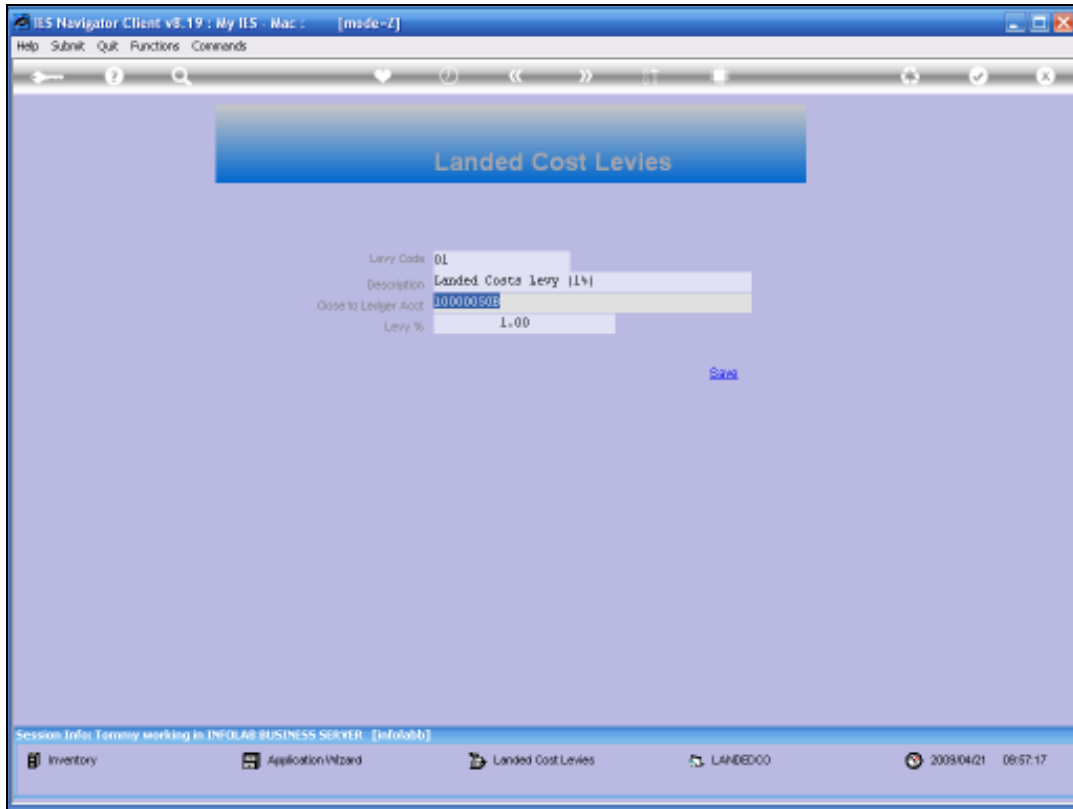 IES Navigator Client v8.19 : My IES - Mac : [mode=Z]
Help Submit Quit Functions Commands
Landed Cost Levies
Levy Code 01
Description Landed Costs levy (1%)
Close to Ledger Acct 10000050B
Levy % 1.00
Save
Session Info: Tommy working in INFOLAB BUSINESS SERVER [infolabb]
Inventory Application Wizard Landed Cost Levies LANDEDCO 2009/04/21 09:57:17